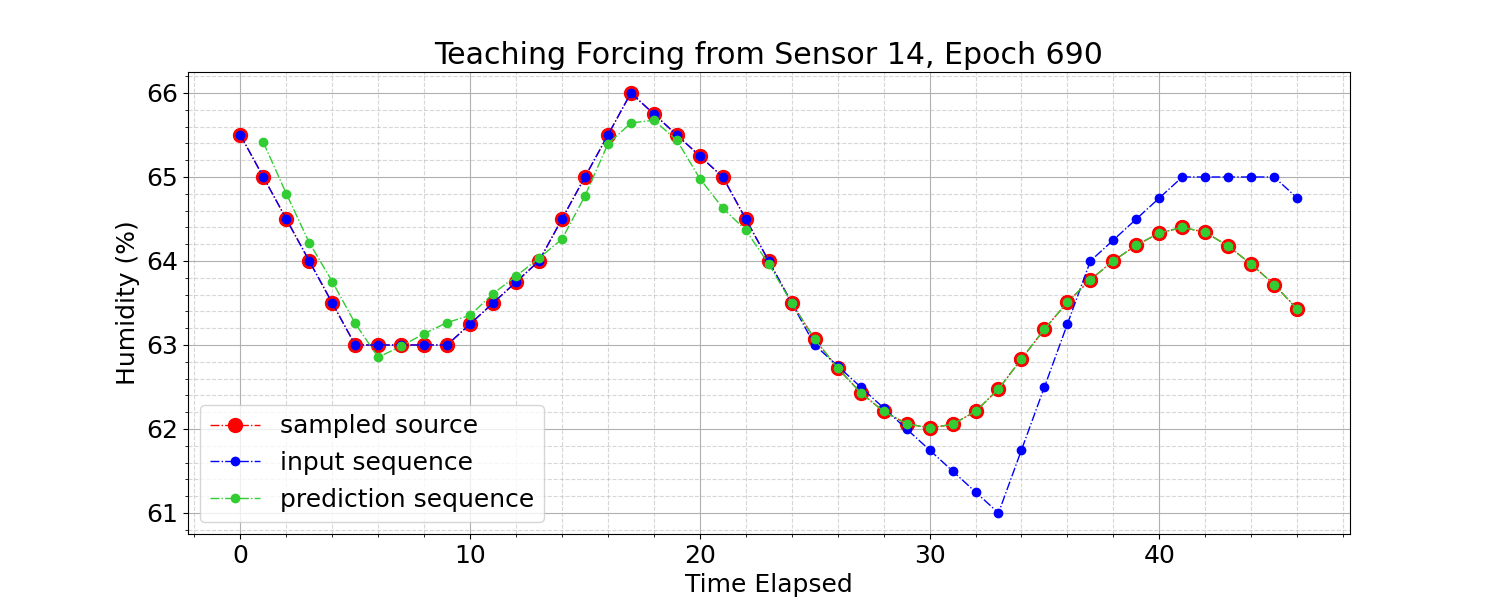 Teaching Forcing from Sensor 14, Epoch 690
66
65
64
63
62
61
Humidity (%)
sampled source
input sequence
prediction sequence
0 10 20 30 40
Time Elapsed